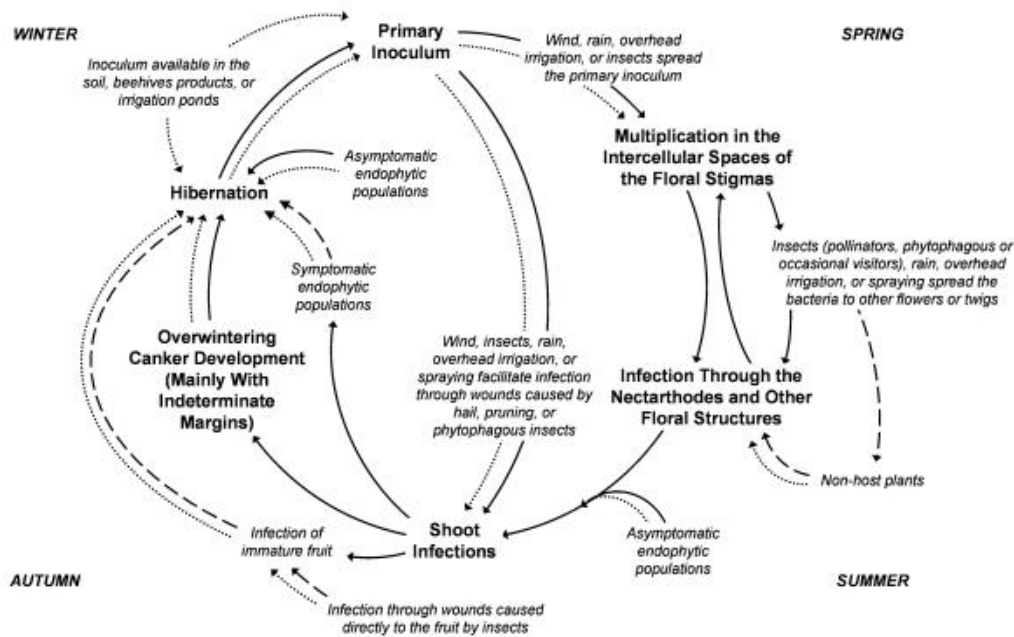 WINTER
Primary
Inoculum
SPRING
Wind, rain, overhead
irrigation, or insects spread
the primary inoculum
Inoculum available in the
soil, beehives products, or
irrigation ponds
Multiplication in the
Intercellular Spaces of
the Floral Stigmas
Asymptomatic
endophytic
populations
Hibernation
Insects (pollinators, phytophagous or
occasional visitors), rain, overhead
irrigation, or spraying spread the
bacteria to other flowers or twigs
Symptomatic
endophytic
populations
Overwintering
Canker Development
(Mainly With
Indeterminate
Margins)
Wind, insects, rain,
overhead irrigation, or
spraying facilitate infection
through wounds caused by
hail, pruning, or
phytophagous insects
Infection Through the
Nectarthodes and Other
Floral Structures
Non-host plants
Shoot
Infections
Infection of
immature fruit
Asymptomatic
endophytic
populations
AUTUMN
SUMMER
Infection through wounds caused
directly to the fruit by insects